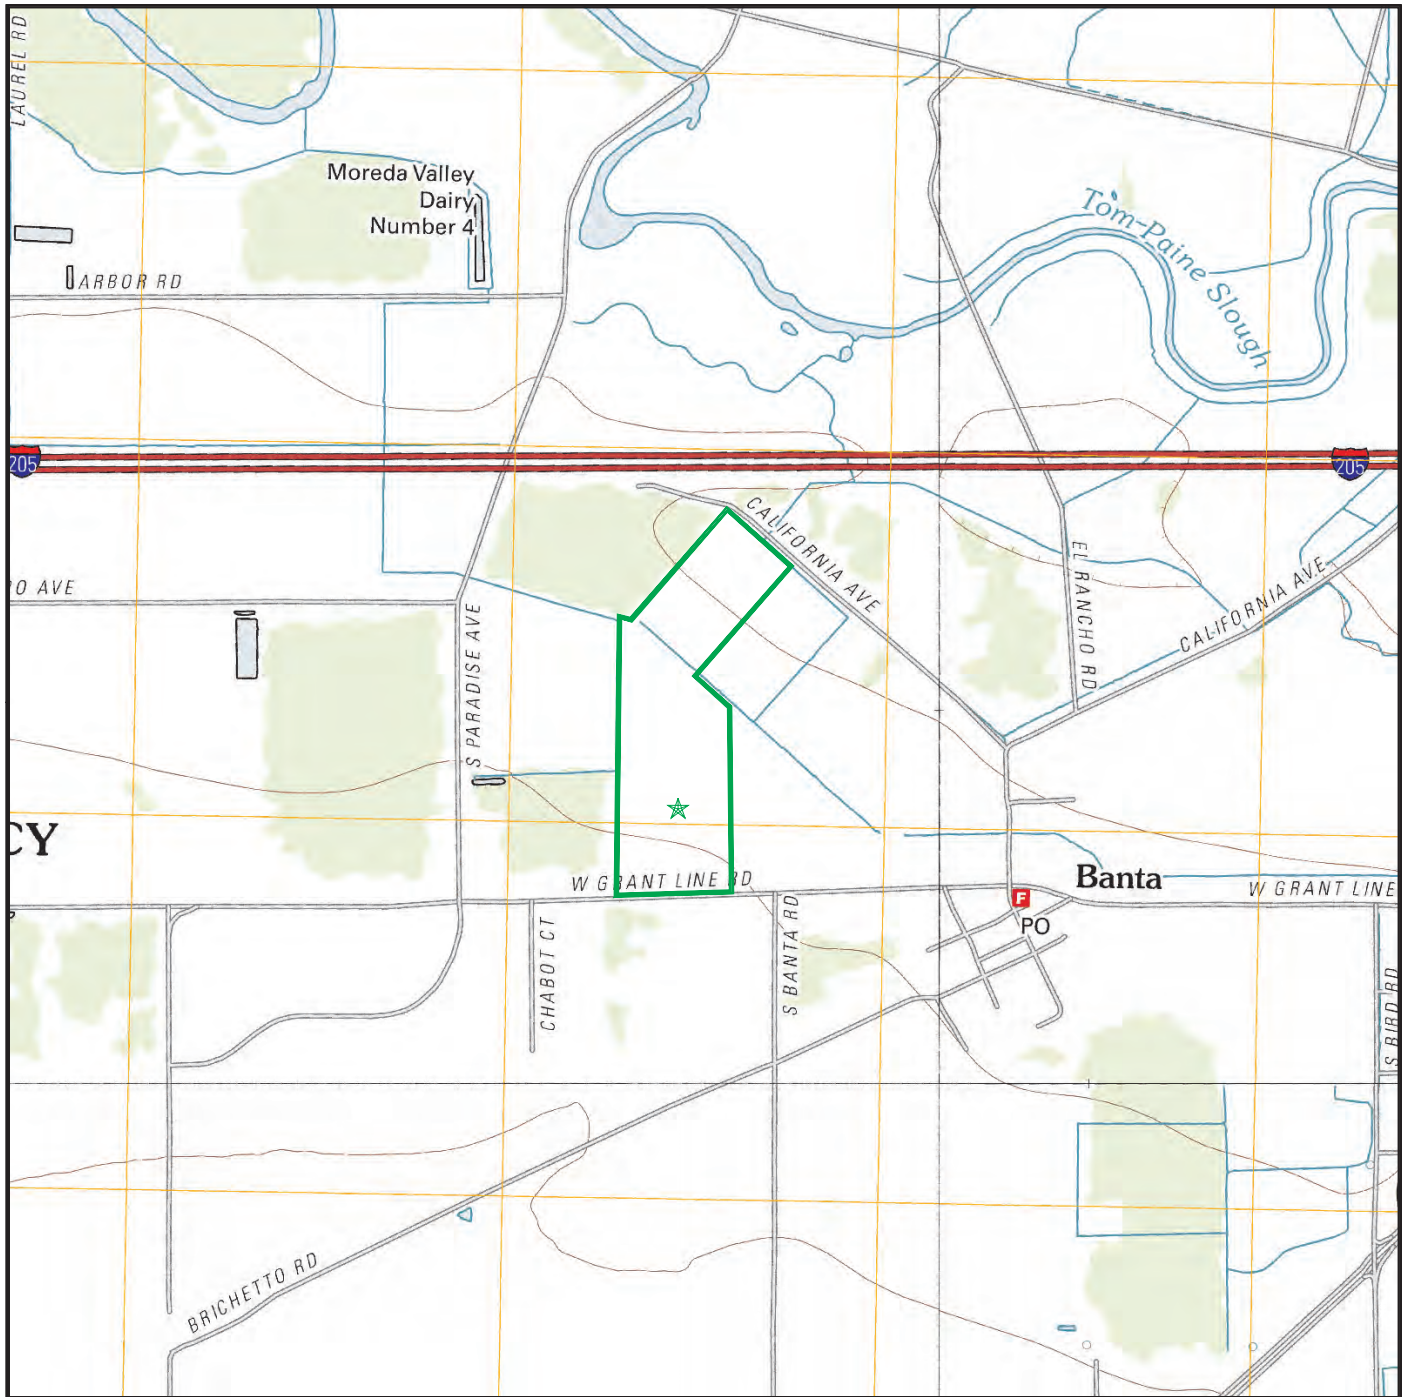 LAUREL RD
Moreda Valley
Dairy
Number 4
ARBOR RD
Tom-Paine Slough
205
205
CALIFORNIA AVE
EL RANCHO RD
CALIFORNIA AVE
O AVE
S PARADISE AVE
CY
W GRANT LINE RD
Banta
W GRANT LINE
F
PO
CHABOT CT
S BANTA RD
S BIRD RD
BRICHETTO RD